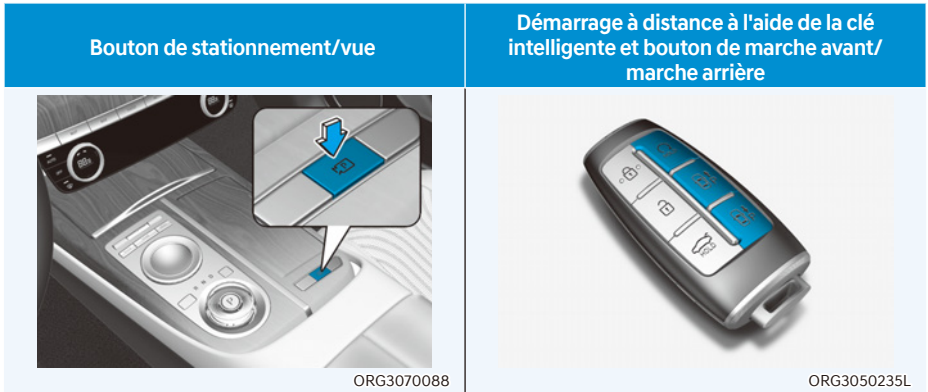 Bouton de stationnement/vue
Démarrage à distance à l'aide de la clé
intelligente et bouton de marche avant/
marche arrière
P
HOLD
ORG3070088
ORG3050235L